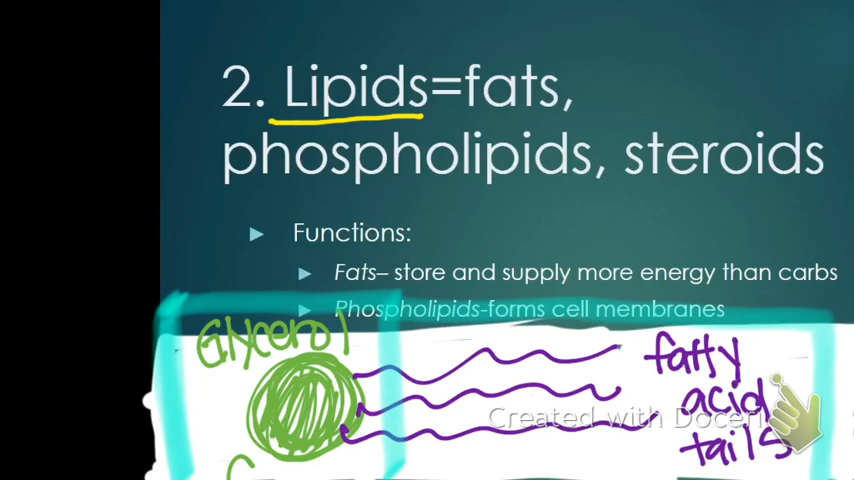 2. Lipids=fats,
phospholipids, steroids
Functions:
Fats– store and supply more energy than carbs
Phospholipids-forms cell membranes
Glycerol
fatty
acid
tails
Created with Doceri